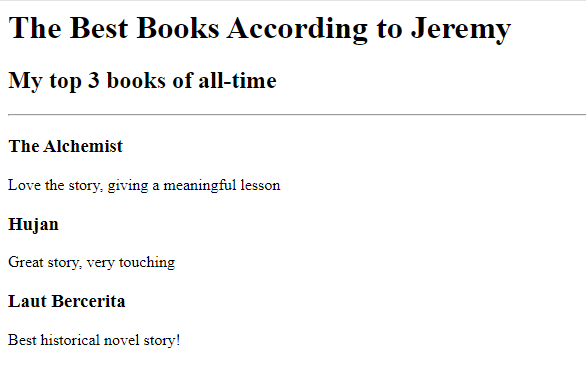 The Best Books According to Jeremy
My top 3 books of all-time
The Alchemist
Love the story, giving a meaningful lesson
Hujan
Great story, very touching
Laut Bercerita
Best historical novel story!